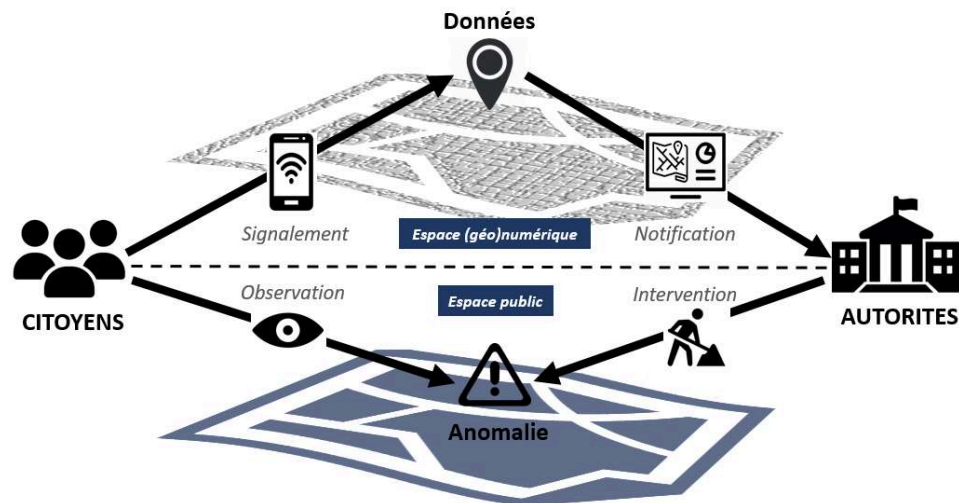 Données
Signalement
Espace (géo)numérique
Notification
CITOYENS
Observation
Espace public
Intervention
AUTORITES
Anomalie